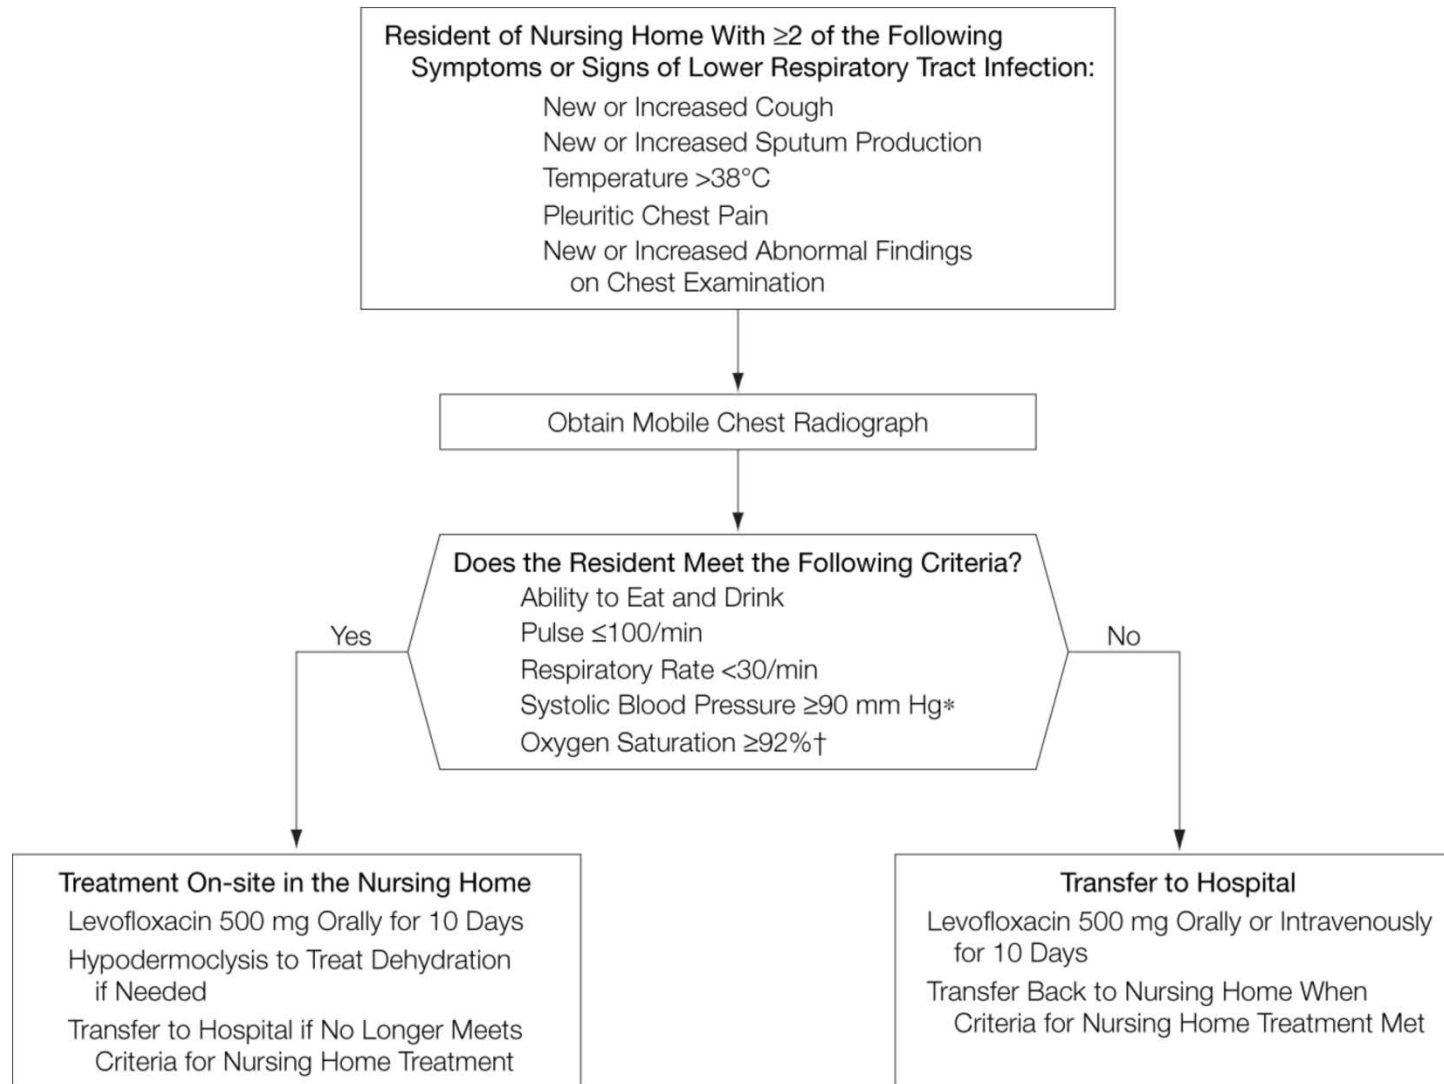 Resident of Nursing Home With ≥2 of the Following
Symptoms or Signs of Lower Respiratory Tract Infection:
New or Increased Cough
New or Increased Sputum Production
Temperature >38°C
Pleuritic Chest Pain
New or Increased Abnormal Findings
on Chest Examination
Obtain Mobile Chest Radiograph
Does the Resident Meet the Following Criteria?
Ability to Eat and Drink
Pulse ≤100/min
Respiratory Rate <30/min
Systolic Blood Pressure ≥90 mm Hg*
Oxygen Saturation ≥92%†
Yes
No
Treatment On-site in the Nursing Home
Levofloxacin 500 mg Orally for 10 Days
Hypodermoclysis to Treat Dehydration
if Needed
Transfer to Hospital if No Longer Meets
Criteria for Nursing Home Treatment
Transfer to Hospital
Levofloxacin 500 mg Orally or Intravenously
for 10 Days
Transfer Back to Nursing Home When
Criteria for Nursing Home Treatment Met